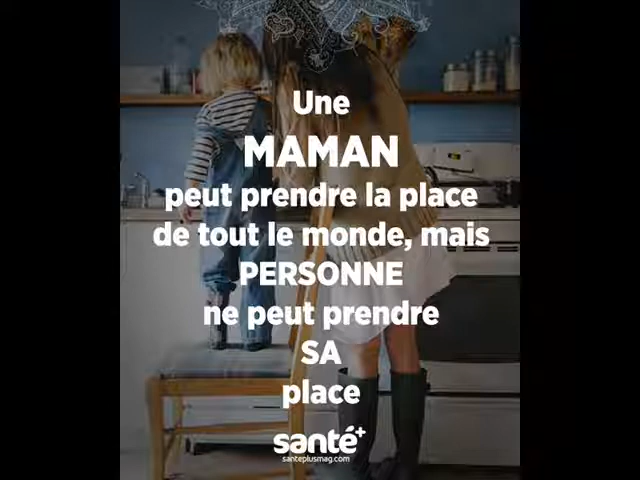 Une
MAMAN
peut prendre la place
de tout le monde, mais
PERSONNE
ne peut prendre
SA
place
santé+
santeplusmag.com